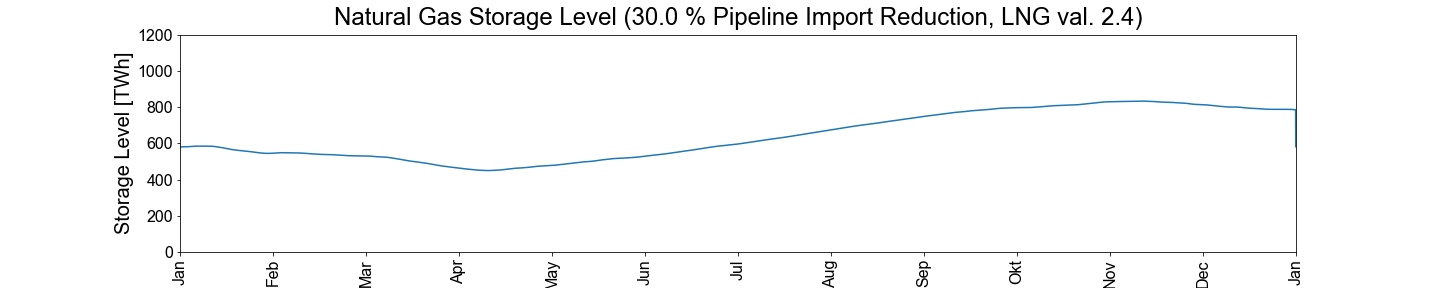 Natural Gas Storage Level (30.0 % Pipeline Import Reduction, LNG val. 2.4)
Storage Level [TWh]
1200
1000
800
600
400
200
0
Jan
Feb
Mar
Apr
May
Jun
Jul
Aug
Sep
Okt
Nov
Dec
Jan